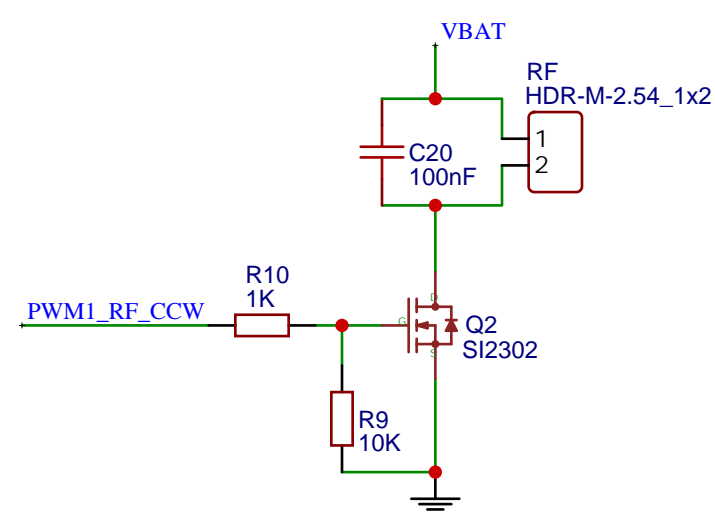 VBAT
RF
HDR-M-2.54_1x2
1
2
C20
100nF
R10
1K
PWM1_RF_CCW
D
G
S
Q2
SI2302
R9
10K